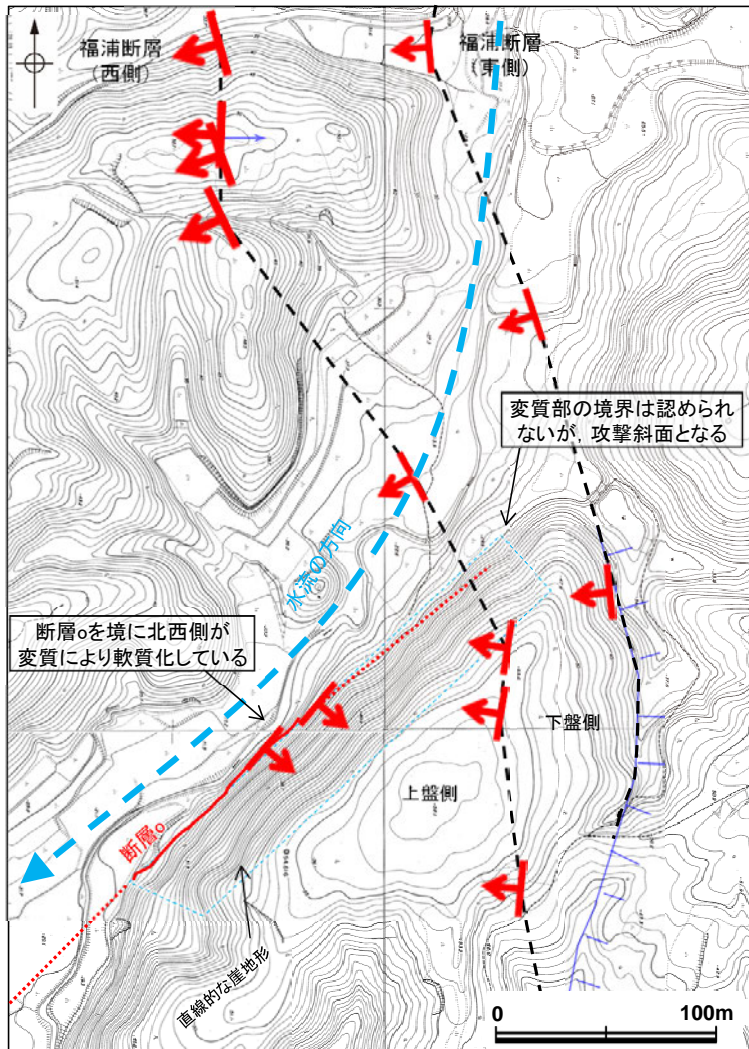 福浦断層
(西側)
福浦断層
(東側)
変質部の境界は認められ
ないが，攻撃斜面となる
水流の方向
断層oを境に北西側が
変質により軟質化している
下盤側
上盤側
断層o
直線的な崖地形
0
100m